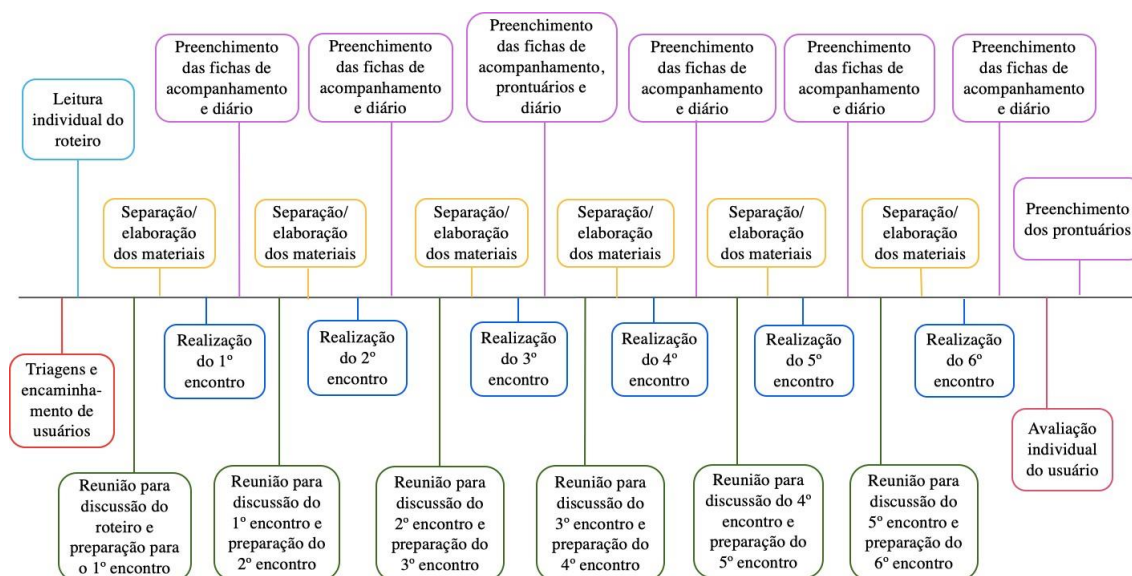 Preenchimento
das fichas de
acompanhamento
e diário
Preenchimento
das fichas de
acompanhamento
e diário
Preenchimento
das fichas de
acompanhamento,
prontuários e
diário
Preenchimento
das fichas de
acompanhamento
e diário
Preenchimento
das fichas de
acompanhamento
e diário
Preenchimento
das fichas de
acompanhamento
e diário
Leitura
individual do
roteiro
Separação/
elaboração
dos materiais
Separação/
elaboração
dos materiais
Separação/
elaboração
dos materiais
Separação/
elaboração
dos materiais
Separação/
elaboração
dos materiais
Separação/
elaboração
dos materiais
Preenchimento
dos prontuários
Triagens e
encaminha-
mento de
usuários
Realização
do 1º
encontro
Realização
do 2º
encontro
Realização
do 3º
encontro
Realização
do 4º
encontro
Realização
do 5º
encontro
Realização
do 6º
encontro
Avaliação
individual
do usuário
Reunião para
discussão do
roteiro e
preparação para
o 1º encontro
Reunião para
discussão do
1º encontro e
preparação do
2º encontro
Reunião para
discussão do
2º encontro e
preparação do
3º encontro
Reunião para
discussão do
3º encontro e
preparação do
4º encontro
Reunião para
discussão do 4º
encontro e
preparação do
5º encontro
Reunião para
discussão do
5º encontro e
preparação do
6º encontro